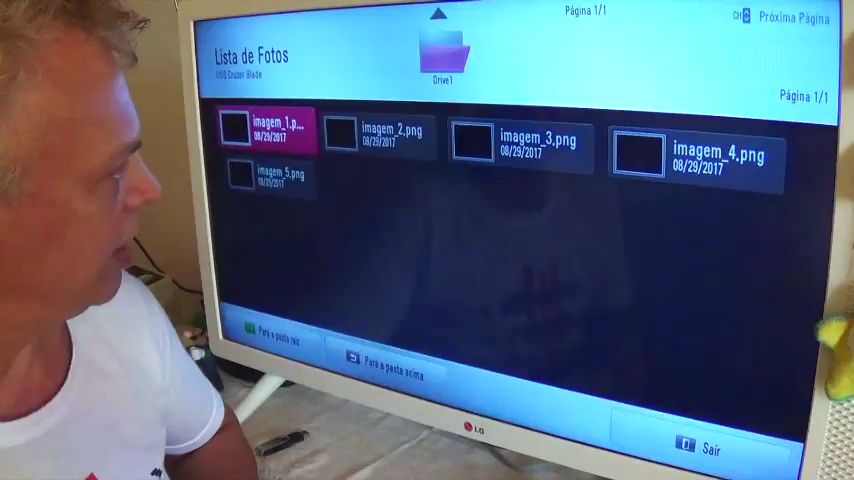 Página 1/1
CH Próxima Página
Lista de Fotos
USB Cruzer Blade
Drive1
Página 1/1
imagem_1.p...
08/29/2017
imagem_2.png
08/29/2017
imagem_3.png
08/29/2017
imagem_4.png
08/29/2017
imagem_5.png
08/29/2017
Para a pasta raiz
Para a pasta acima
Sair
LG